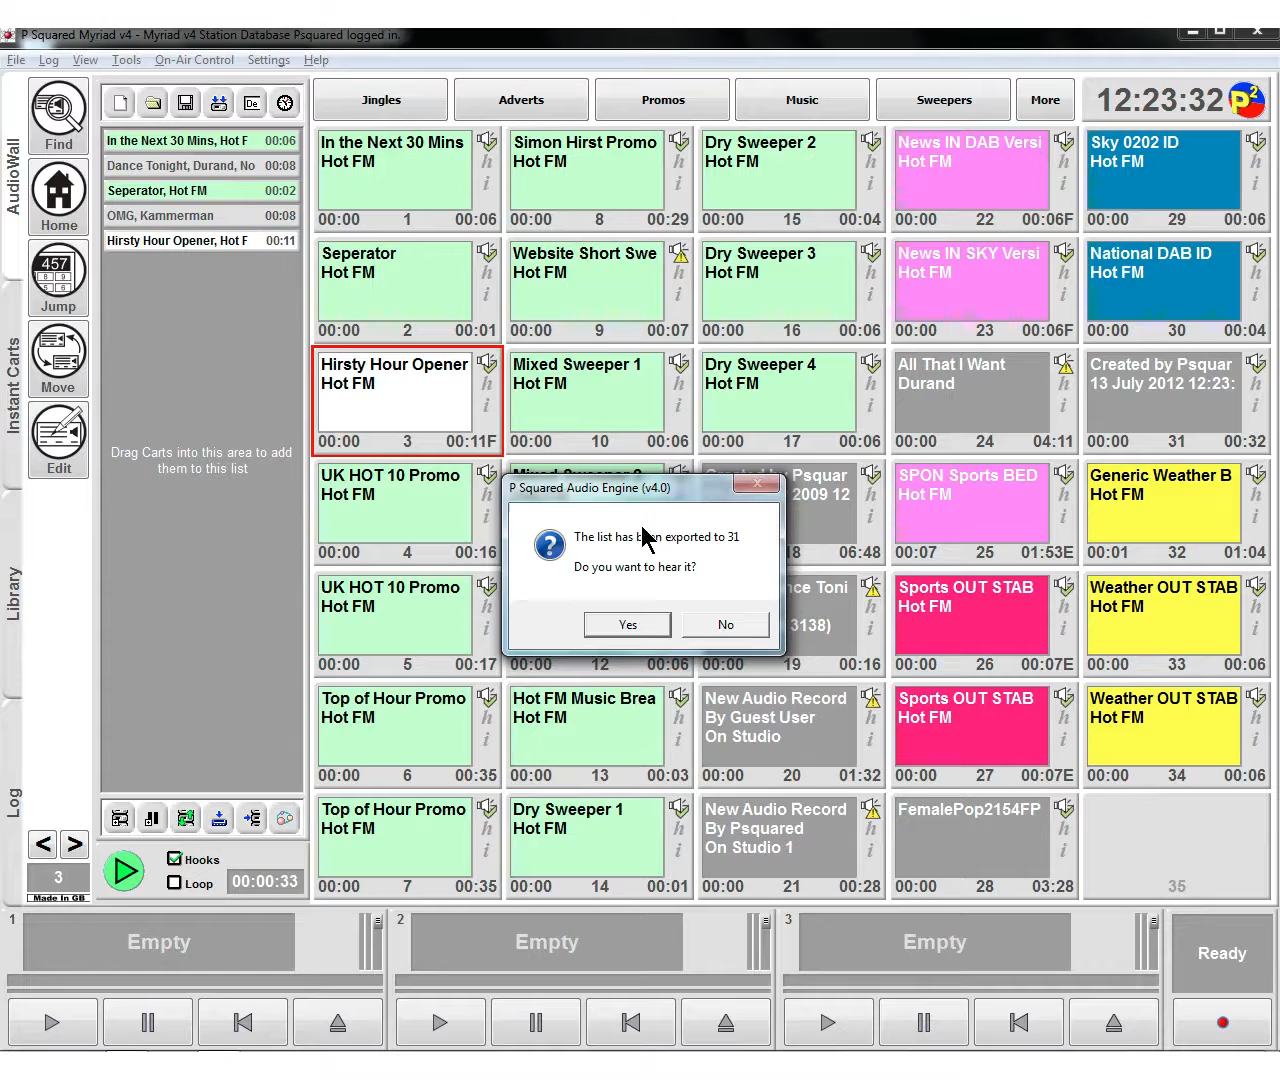 P Squared Myriad v4 - Myriad v4 Station Database Psquared logged in.
File Log View Tools On-Air Control Settings Help
AudioWall
Instant Carts
Library
Log
Find
Home
457
Jump
Move
Edit
< >
3
Made In GB
De
In the Next 30 Mins, Hot F 00:06
Dance Tonight, Durand, No 00:08
Seperator, Hot FM 00:02
OMG, Kammerman 00:08
Hirsty Hour Opener, Hot F 00:11
Drag Carts into this area to add
them to this list
Hooks
Loop
00:00:33
Jingles
Adverts
Promos
Music
Sweepers
More
12:23:32
P2
In the Next 30 Mins
Hot FM
00:00 1 00:06
Simon Hirst Promo
Hot FM
00:00 8 00:29
Dry Sweeper 2
Hot FM
00:00 15 00:04
News IN DAB Versi
Hot FM
00:00 22 00:06F
Sky 0202 ID
Hot FM
00:00 29 00:06
Seperator
Hot FM
00:00 2 00:01
Website Short Swe
Hot FM
00:00 9 00:07
Dry Sweeper 3
Hot FM
00:00 16 00:06
News IN SKY Versi
Hot FM
00:00 23 00:06F
National DAB ID
Hot FM
00:00 30 00:04
Hirsty Hour Opener
Hot FM
00:00 3 00:11F
Mixed Sweeper 1
Hot FM
00:00 10 00:06
Dry Sweeper 4
Hot FM
00:00 17 00:06
All That I Want
Durand
00:00 24 04:11
Created by Psquar
13 July 2012 12:23:
00:00 31 00:32
UK HOT 10 Promo
Hot FM
00:00 4 00:16
Psquar
2009 12
18 06:48
SPON Sports BED
Hot FM
00:07 25 01:53E
Generic Weather B
Hot FM
00:01 32 01:04
P Squared Audio Engine (v4.0)
The list has been exported to 31
Do you want to hear it?
Yes
No
UK HOT 10 Promo
Hot FM
00:00 5 00:17
00:00 12 00:06
nce Toni
3138)
00:00 19 00:16
Sports OUT STAB
Hot FM
00:00 26 00:07E
Weather OUT STAB
Hot FM
00:00 33 00:06
Top of Hour Promo
Hot FM
00:00 6 00:35
Hot FM Music Brea
Hot FM
00:00 13 00:03
New Audio Record
By Guest User
On Studio
00:00 20 01:32
Sports OUT STAB
Hot FM
00:00 27 00:07E
Weather OUT STAB
Hot FM
00:00 34 00:06
Top of Hour Promo
Hot FM
00:00 7 00:35
Dry Sweeper 1
Hot FM
00:00 14 00:01
New Audio Record
By Psquared
On Studio 1
00:00 21 00:28
FemalePop2154FP
00:00 28 03:28
35
1 Empty
2 Empty
3 Empty
Ready